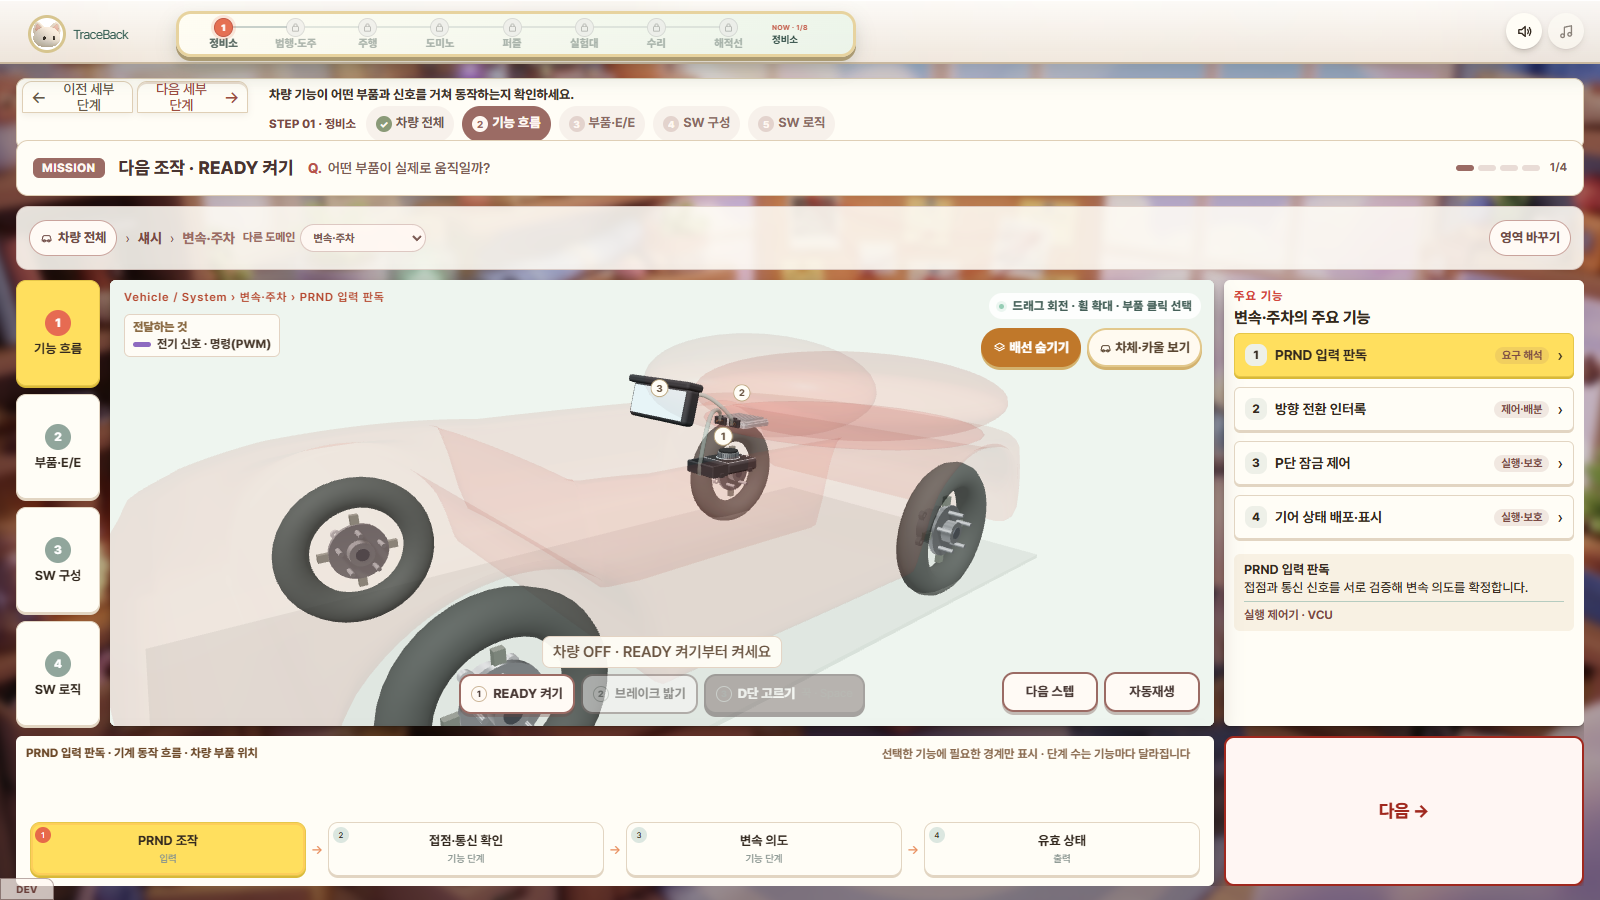 TraceBack
1
정비소
범행·도주
주행
도미노
퍼즐
실험대
수리
해적선
NOW · 1/8
정비소
이전 세부 단계
다음 세부 단계
차량 기능이 어떤 부품과 신호를 거쳐 동작하는지 확인하세요.
STEP 01 · 정비소
차량 전체
2 기능 흐름
3 부품·E/E
4 SW 구성
5 SW 로직
MISSION 다음 조작 · READY 켜기 Q. 어떤 부품이 실제로 움직일까?
1/4
차량 전체 › 섀시 › 변속·주차 다른 도메인 변속·주차
영역 바꾸기
1
기능 흐름
2
부품·E/E
3
SW 구성
4
SW 로직
Vehicle / System › 변속·주차 › PRND 입력 판독
전달하는 것
전기 신호 · 명령(PWM)
드래그 회전 · 휠 확대 · 부품 클릭 선택
배선 숨기기
차체·카울 보기
3
2
1
차량 OFF · READY 켜기부터 켜세요
1 READY 켜기
2 브레이크 밟기
D단 고르기
다음 스텝
자동재생
주요 기능
변속·주차의 주요 기능
1 PRND 입력 판독 요구 해석 ›
2 방향 전환 인터록 제어·배분 ›
3 P단 잠금 제어 실행·보호 ›
4 기어 상태 배포·표시 실행·보호 ›
PRND 입력 판독
접점과 통신 신호를 서로 검증해 변속 의도를 확정합니다.
실행 제어기 · VCU
PRND 입력 판독 · 기계 동작 흐름 · 차량 부품 위치
선택한 기능에 필요한 경계만 표시 · 단계 수는 기능마다 달라집니다
1 PRND 조작
입력
→
2 접점·통신 확인
기능 단계
→
3 변속 의도
기능 단계
→
4 유효 상태
출력
다음 →
DEV